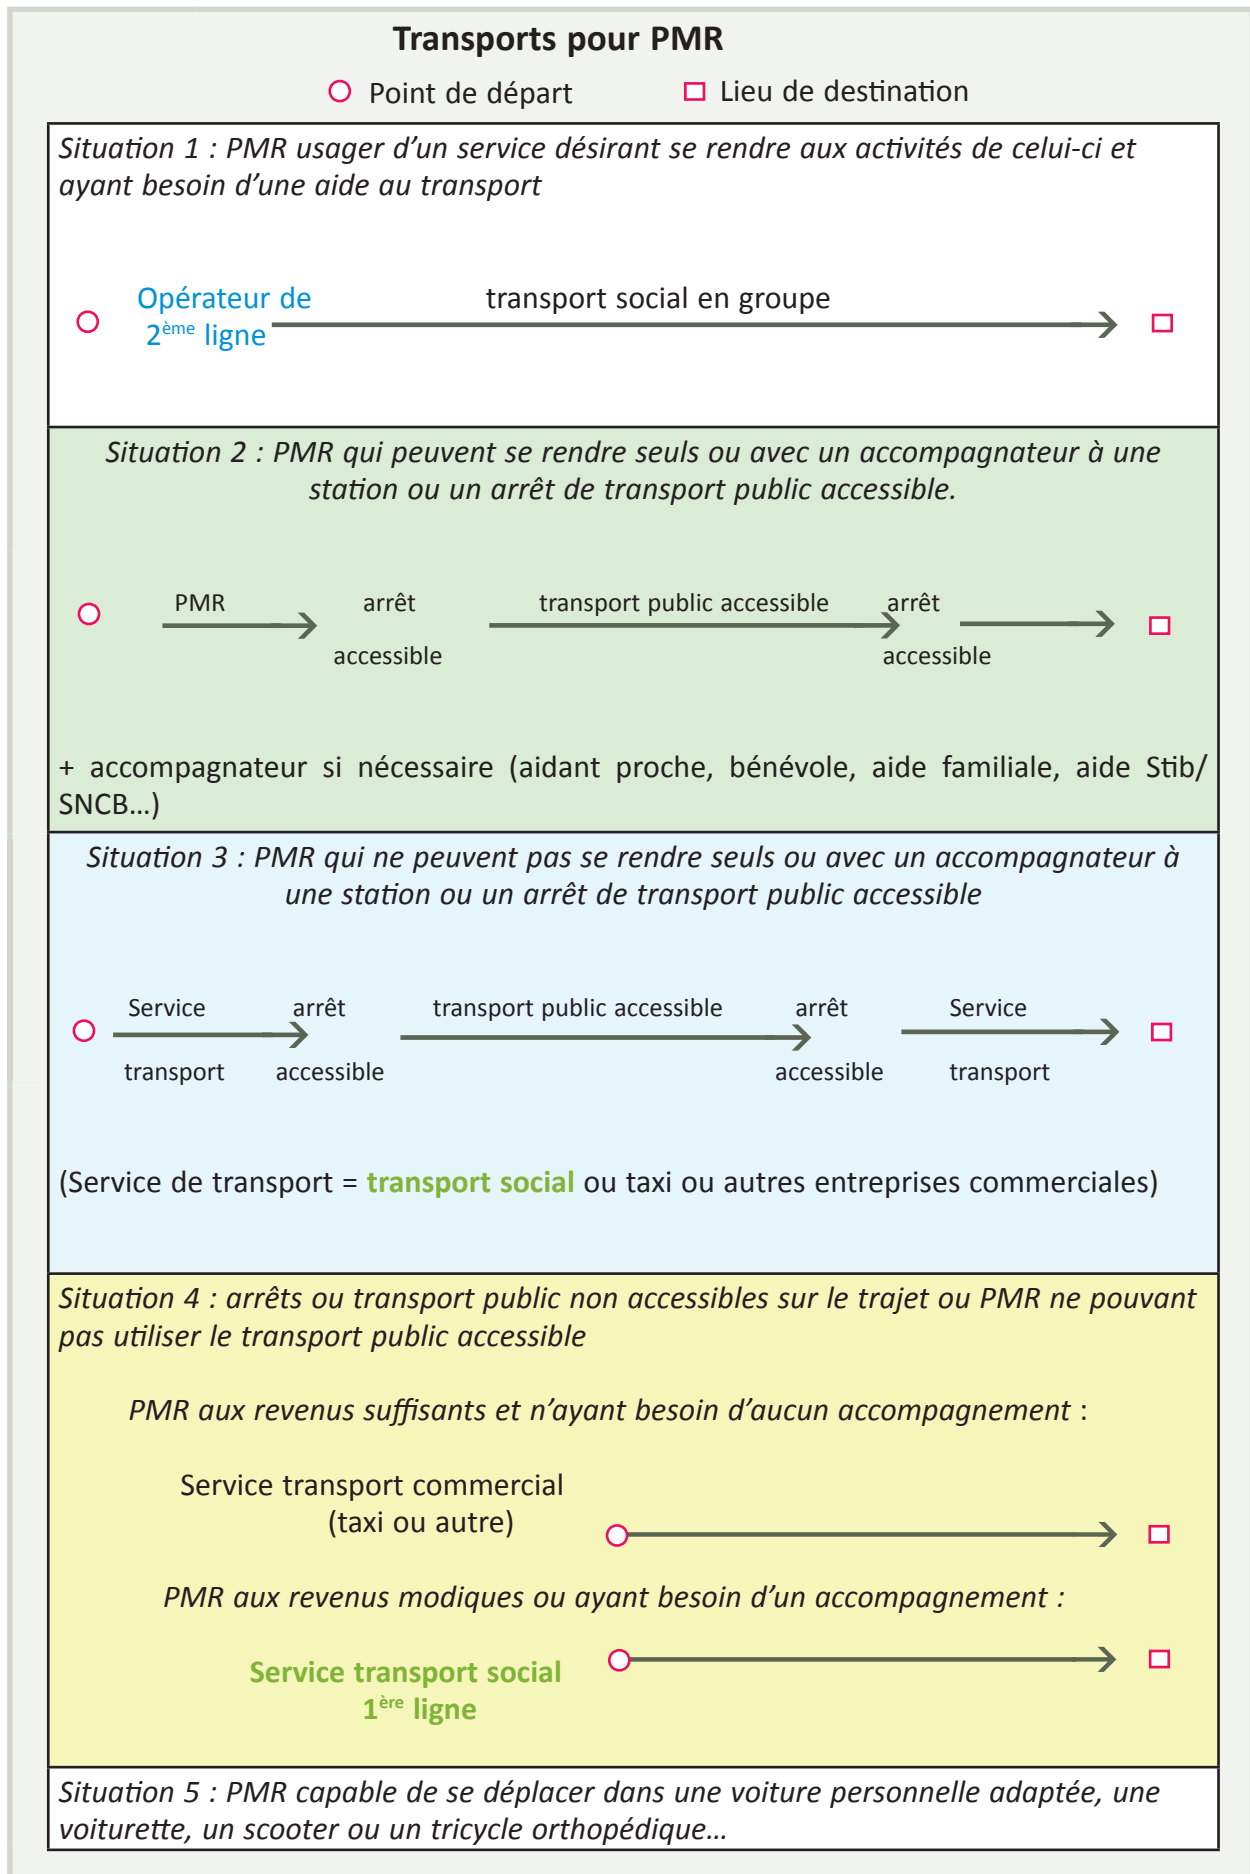 Transports pour PMR
Point de départ
Lieu de destination
Situation 1 : PMR usager d’un service désirant se rendre aux activités de celui-ci et
ayant besoin d’une aide au transport
Opérateur de
2ème ligne
transport social en groupe
Situation 2 : PMR qui peuvent se rendre seuls ou avec un accompagnateur à une
station ou un arrêt de transport public accessible.
PMR arrêt transport public accessible arrêt
accessible accessible
+ accompagnateur si nécessaire (aidant proche, bénévole, aide familiale, aide Stib/
SNCB...)
Situation 3 : PMR qui ne peuvent pas se rendre seuls ou avec un accompagnateur à
une station ou un arrêt de transport public accessible
Service arrêt transport public accessible arrêt Service
transport accessible accessible transport
(Service de transport = transport social ou taxi ou autres entreprises commerciales)
Situation 4 : arrêts ou transport public non accessibles sur le trajet ou PMR ne pouvant
pas utiliser le transport public accessible
PMR aux revenus suffisants et n’ayant besoin d’aucun accompagnement :
Service transport commercial
(taxi ou autre)
PMR aux revenus modiques ou ayant besoin d’un accompagnement :
Service transport social
1ère ligne
Situation 5 : PMR capable de se déplacer dans une voiture personnelle adaptée, une
voiturette, un scooter ou un tricycle orthopédique...